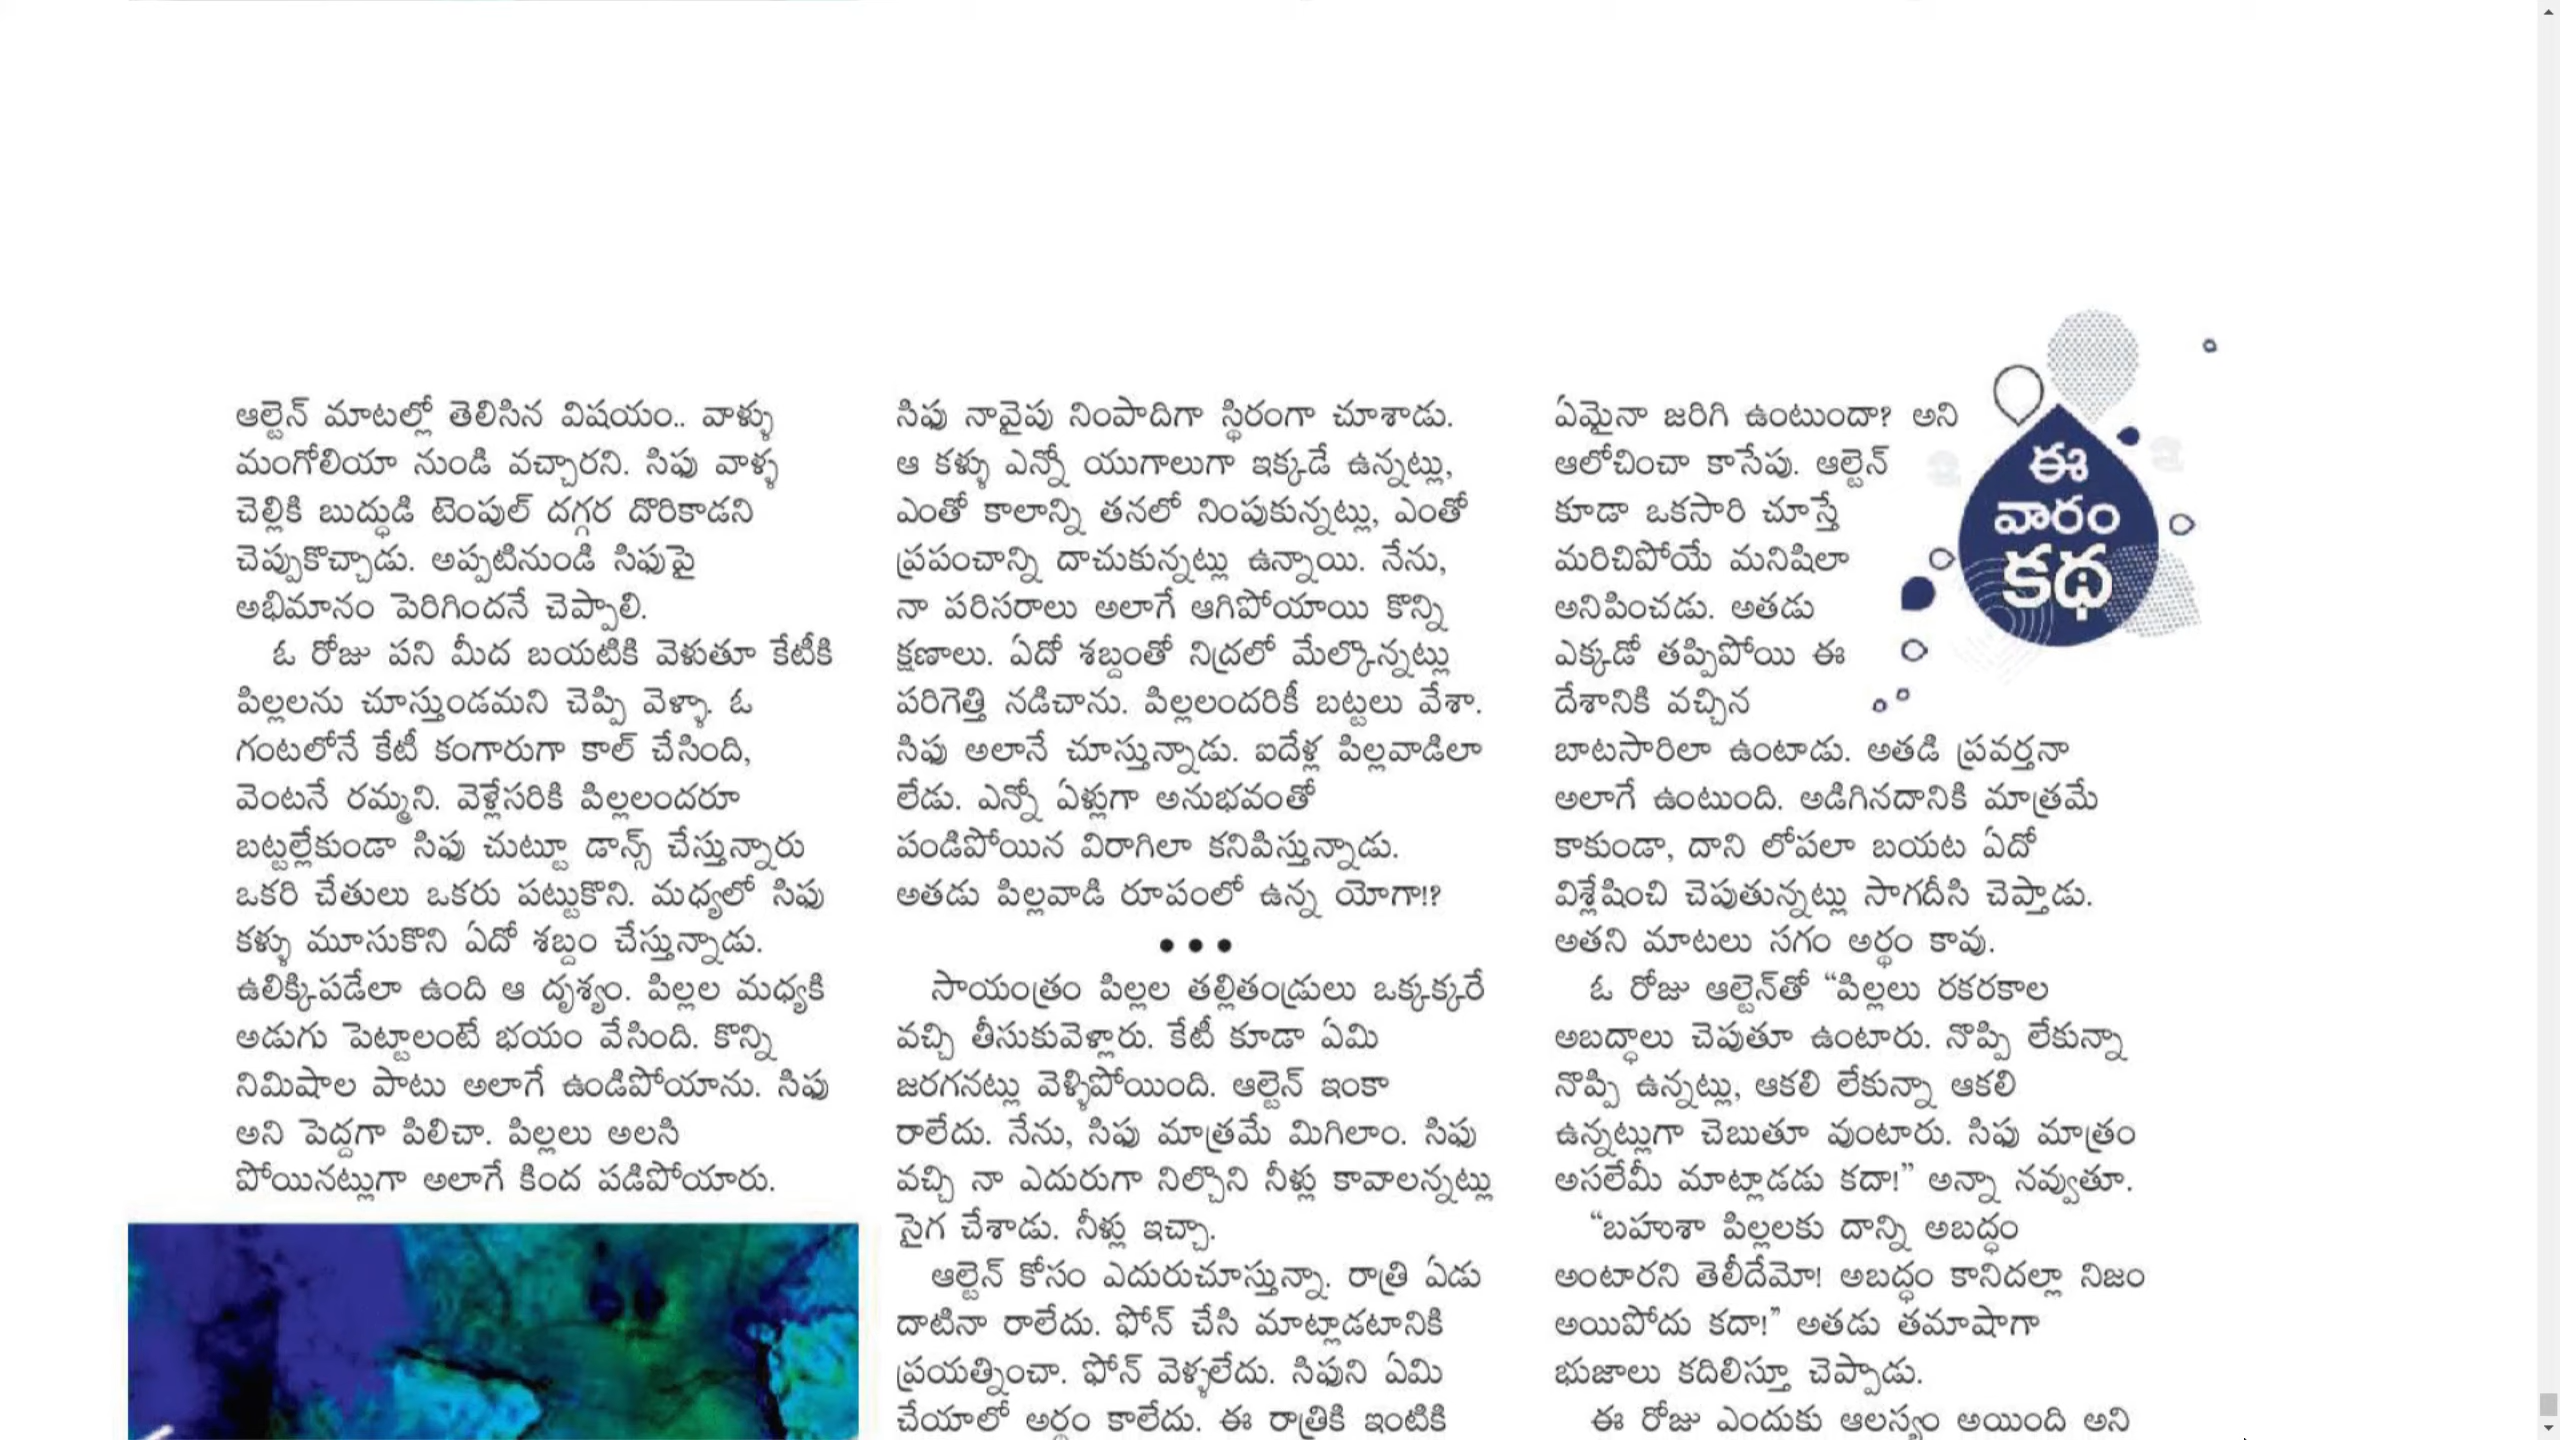 ఆల్టెన్ మాటల్లో తెలిసిన విషయం.. వాళ్ళు
మంగోలియా నుండి వచ్చారని. సిఫు వాళ్ళ
చెల్లికి బుద్ధుడి టెంపుల్ దగ్గర దొరికాడని
చెప్పుకొచ్చాడు. అప్పటినుండి సిఫుపై
అభిమానం పెరిగిందనే చెప్పాలి.
ఓ రోజు పని మీద బయటికి వెళుతూ కేటీకి
పిల్లలను చూస్తుండమని చెప్పి వెళ్ళా. ఓ
గంటలోనే కేటీ కంగారుగా కాల్ చేసింది,
వెంటనే రమ్మని. వెళ్లేసరికి పిల్లలందరూ
బట్టల్లేకుండా సిఫు చుట్టూ డాన్స్ చేస్తున్నారు
ఒకరి చేతులు ఒకరు పట్టుకొని. మధ్యలో సిఫు
కళ్ళు మూసుకొని ఏదో శబ్దం చేస్తున్నాడు.
ఉలిక్కిపడేలా ఉంది ఆ దృశ్యం. పిల్లల మధ్యకి
అడుగు పెట్టాలంటే భయం వేసింది. కొన్ని
నిమిషాల పాటు అలాగే ఉండిపోయాను. సిఫు
అని పెద్దగా పిలిచా. పిల్లలు అలసి
పోయినట్లుగా అలాగే కింద పడిపోయారు.
సిఫు నావైపు నింపాదిగా స్థిరంగా చూశాడు.
ఆ కళ్ళు ఎన్నో యుగాలుగా ఇక్కడే ఉన్నట్లు,
ఎంతో కాలాన్ని తనలో నింపుకున్నట్లు, ఎంతో
ప్రపంచాన్ని దాచుకున్నట్లు ఉన్నాయి. నేను,
నా పరిసరాలు అలాగే ఆగిపోయాయి కొన్ని
క్షణాలు. ఏదో శబ్దంతో నిద్రలో మేల్కొన్నట్లు
పరిగెత్తి నడిచాను. పిల్లలందరికీ బట్టలు వేశా.
సిఫు అలానే చూస్తున్నాడు. ఐదేళ్ల పిల్లవాడిలా
లేడు. ఎన్నో ఏళ్లుగా అనుభవంతో
పండిపోయిన విరాగిలా కనిపిస్తున్నాడు.
అతడు పిల్లవాడి రూపంలో ఉన్న యోగా!?
● ● ●
సాయంత్రం పిల్లల తల్లితండ్రులు ఒక్కక్కరే
వచ్చి తీసుకువెళ్లారు. కేటీ కూడా ఏమి
జరగనట్లు వెళ్ళిపోయింది. ఆల్టెన్ ఇంకా
రాలేదు. నేను, సిఫు మాత్రమే మిగిలాం. సిఫు
వచ్చి నా ఎదురుగా నిల్చొని నీళ్లు కావాలన్నట్లు
సైగ చేశాడు. నీళ్లు ఇచ్చా.
ఆల్టెన్ కోసం ఎదురుచూస్తున్నా. రాత్రి ఏడు
దాటినా రాలేదు. ఫోన్ చేసి మాట్లాడటానికి
ప్రయత్నించా. ఫోన్ వెళ్ళలేదు. సిఫుని ఏమి
చేయాలో అర్థం కాలేదు. ఈ రాత్రికి ఇంటికి
ఏమైనా జరిగి ఉంటుందా? అని
ఆలోచించా కాసేపు. ఆల్టెన్
కూడా ఒకసారి చూస్తే
మరిచిపోయే మనిషిలా
అనిపించడు. అతడు
ఎక్కడో తప్పిపోయి ఈ
దేశానికి వచ్చిన
బాటసారిలా ఉంటాడు. అతడి ప్రవర్తనా
అలాగే ఉంటుంది. అడిగినదానికి మాత్రమే
కాకుండా, దాని లోపలా బయట ఏదో
విశ్లేషించి చెపుతున్నట్లు సాగదీసి చెప్తాడు.
అతని మాటలు సగం అర్థం కావు.
ఓ రోజు ఆల్టెన్‌తో “పిల్లలు రకరకాల
అబద్ధాలు చెపుతూ ఉంటారు. నొప్పి లేకున్నా
నొప్పి ఉన్నట్లు, ఆకలి లేకున్నా ఆకలి
ఉన్నట్లుగా చెబుతూ వుంటారు. సిఫు మాత్రం
అసలేమీ మాట్లాడడు కదా!” అన్నా నవ్వుతూ.
“బహుశా పిల్లలకు దాన్ని అబద్ధం
అంటారని తెలీదేమో! అబద్ధం కానిదల్లా నిజం
అయిపోదు కదా!” అతడు తమాషాగా
భుజాలు కదిలిస్తూ చెప్పాడు.
ఈ రోజు ఎందుకు ఆలస్యం అయింది అని
ఈ
వారం
కథ